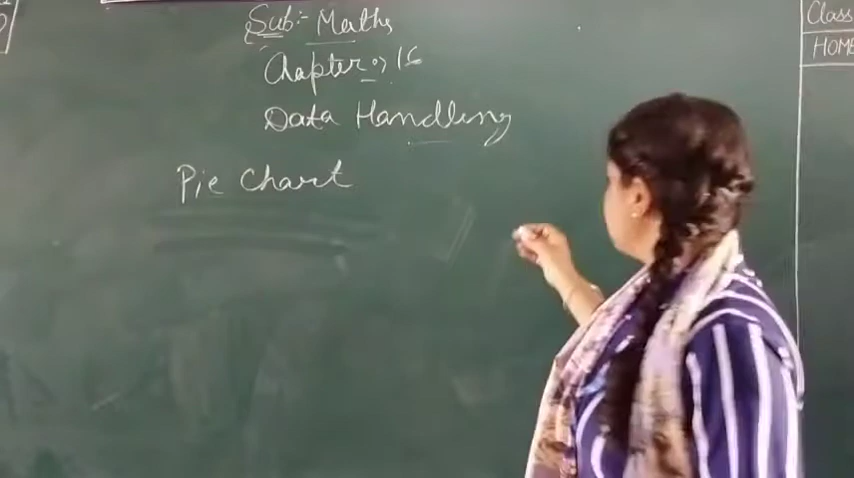 Sub:- Maths
Chapter 16
Data Handling
Pie Chart
Class
HOME